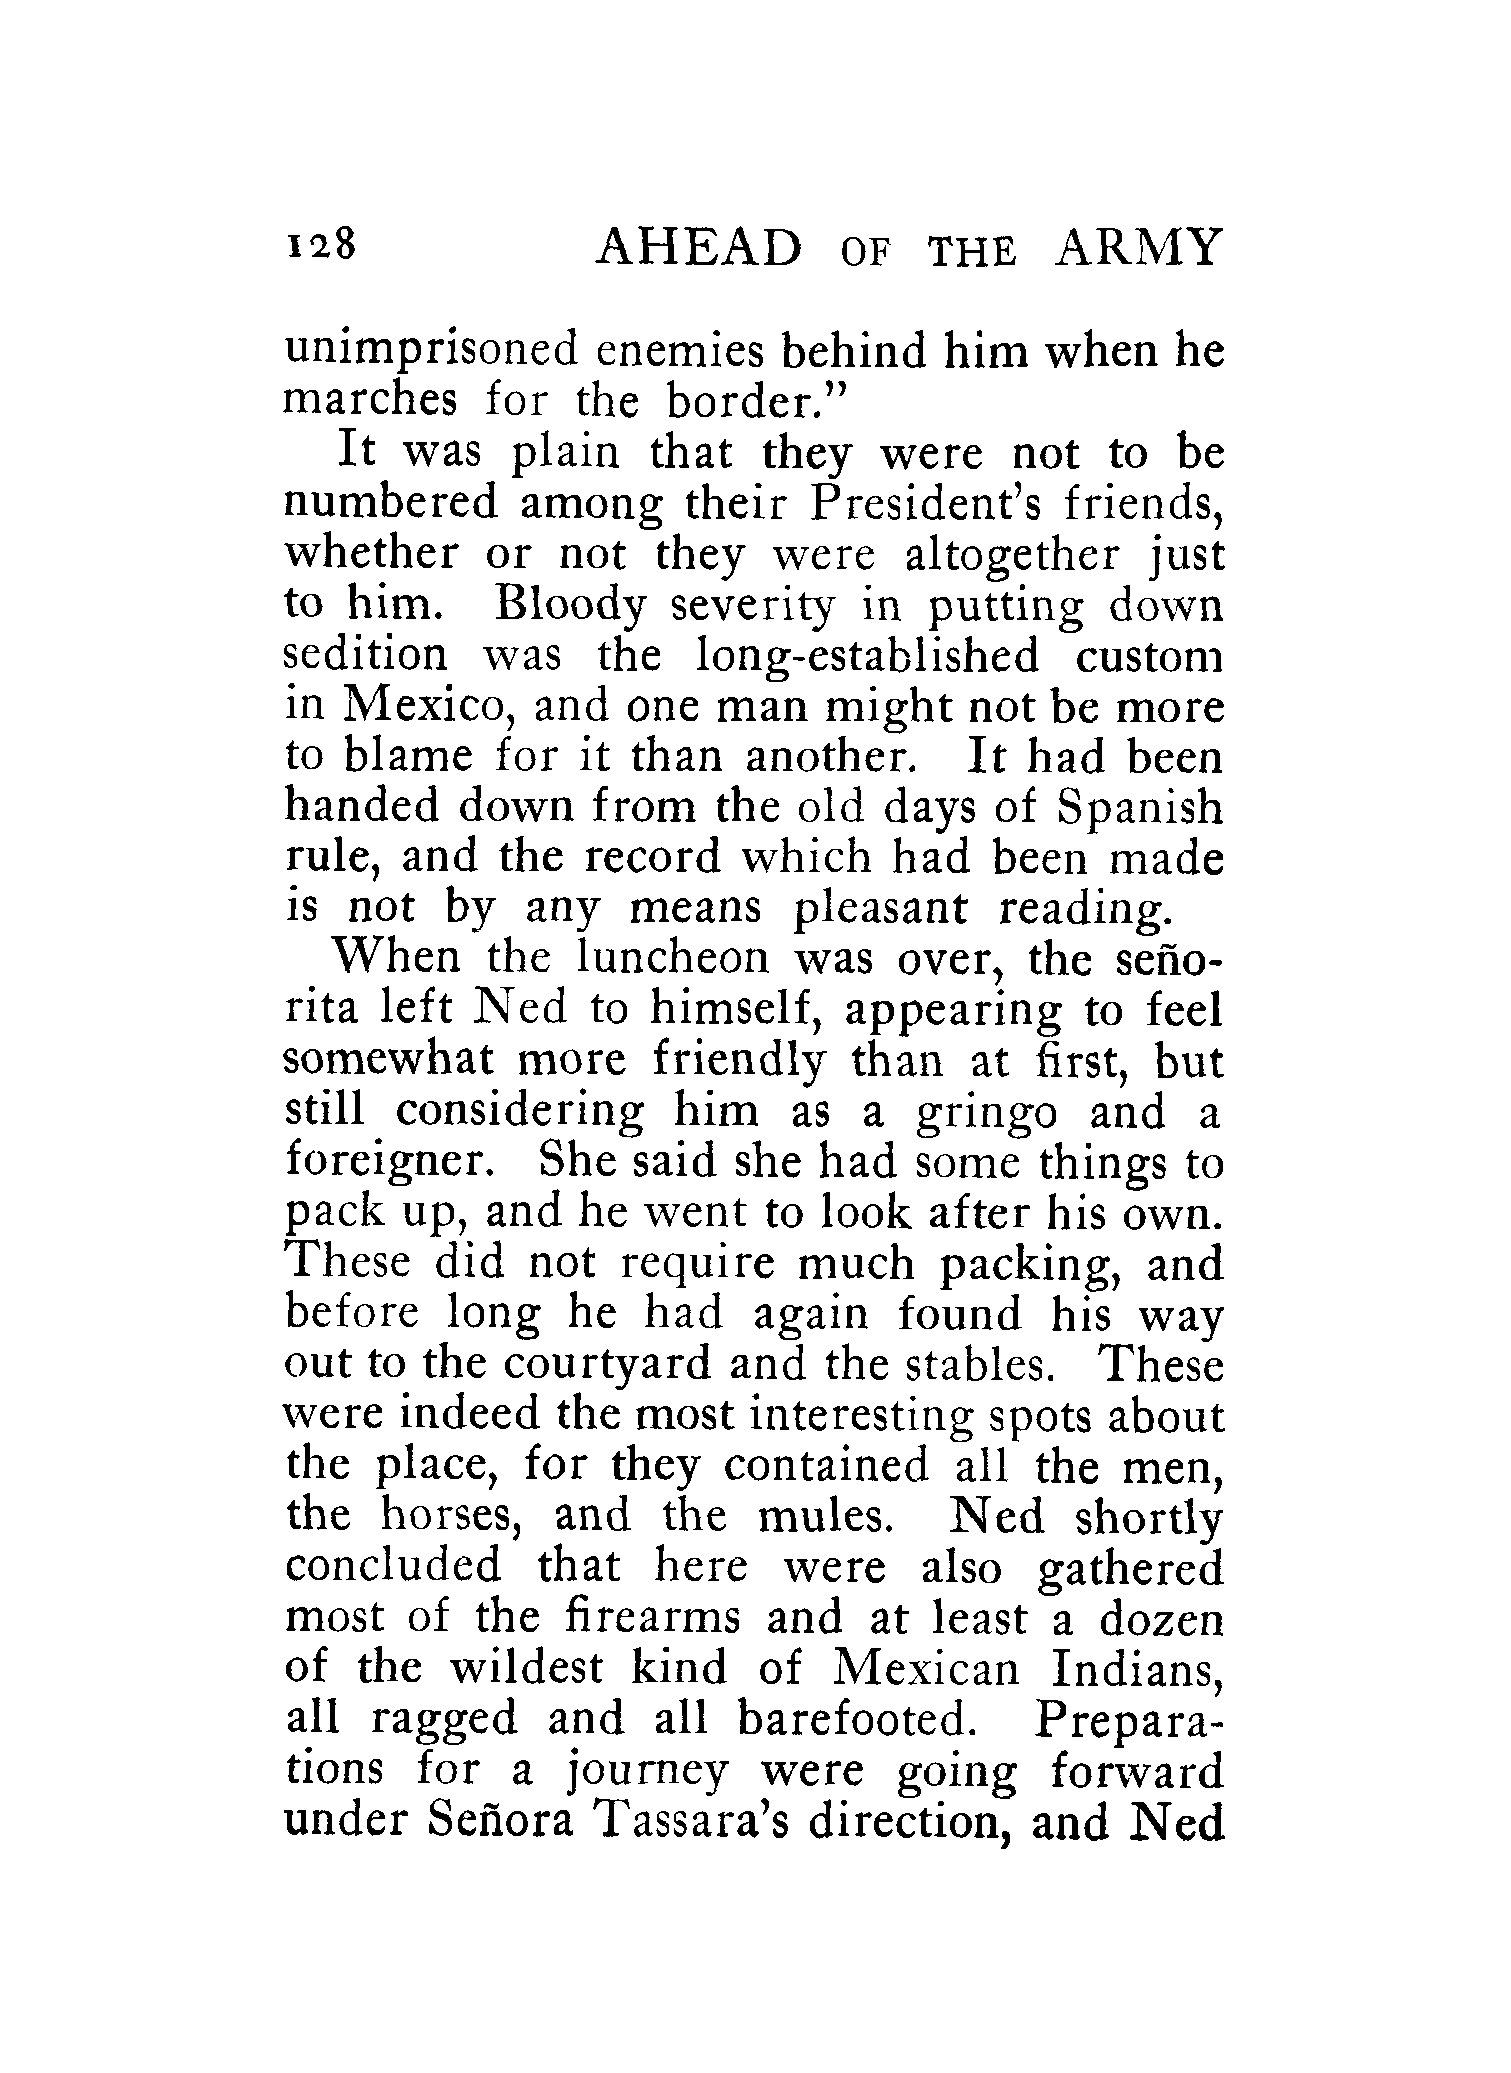 128 AHEAD OF THE ARMY
unimprisoned enemies behind him when he
marches for the border.”
It was plain that they were not to be
numbered among their President’s friends,
whether or not they were altogether just
to him. Bloody severity in putting down
sedition was the long-established custom
in Mexico, and one man might not be more
to blame for it than another. It had been
handed down from the old days of Spanish
rule, and the record which had been made
is not by any means pleasant reading.
When the luncheon was over, the seño-
rita left Ned to himself, appearing to feel
somewhat more friendly than at first, but
still considering him as a gringo and a
foreigner. She said she had some things to
pack up, and he went to look after his own.
These did not require much packing, and
before long he had again found his way
out to the courtyard and the stables. These
were indeed the most interesting spots about
the place, for they contained all the men,
the horses, and the mules. Ned shortly
concluded that here were also gathered
most of the firearms and at least a dozen
of the wildest kind of Mexican Indians,
all ragged and all barefooted. Prepara-
tions for a journey were going forward
under Señora Tassara’s direction, and Ned